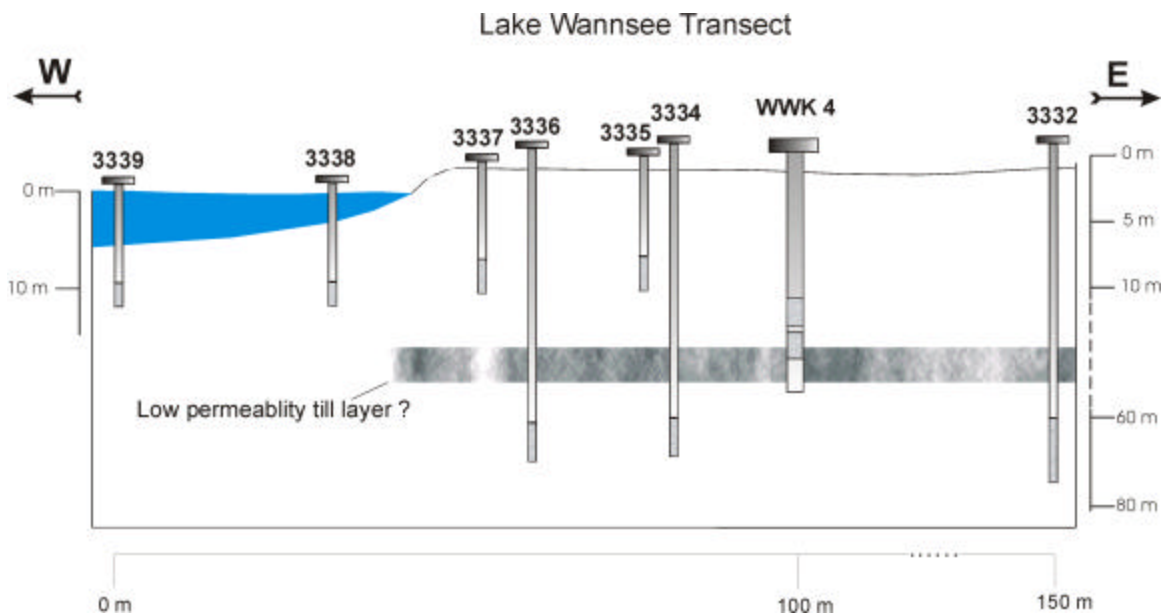 Lake Wannsee Transect
W
E
WWK 4
3334
3332
3336
3335
3337
3339
3338
0 m
0 m
5 m
10 m
10 m
Low permeablity till layer ?
60 m
80 m
0 m
100 m
150 m